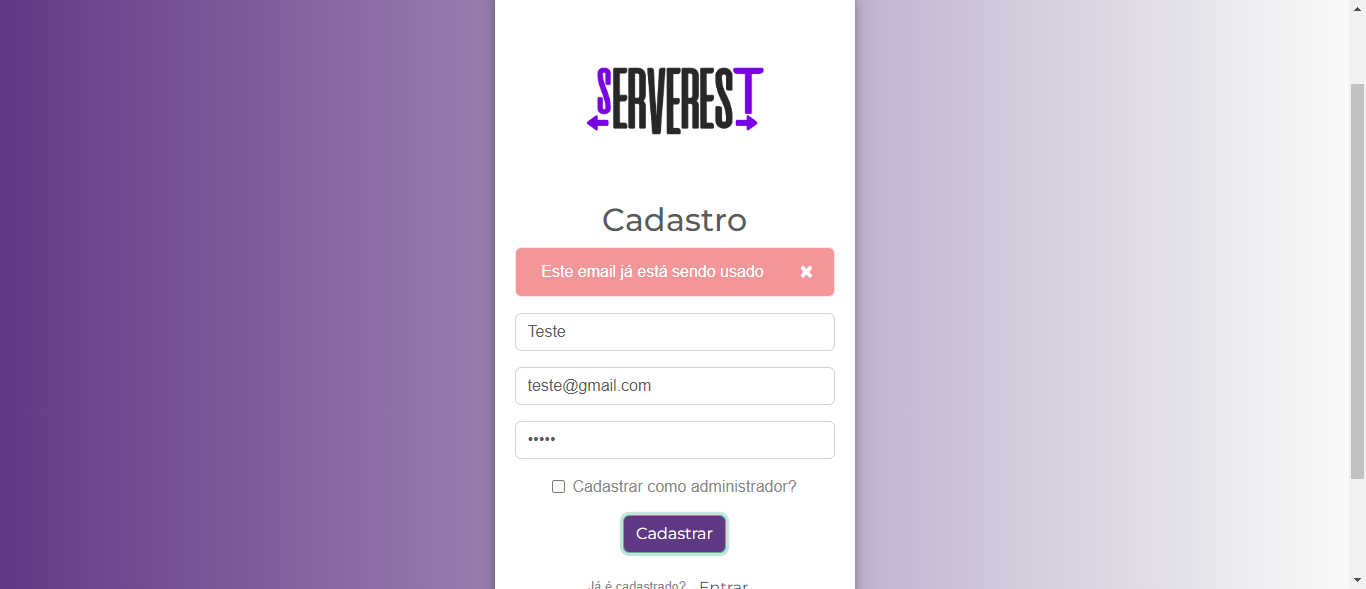 SERVEREST
Cadastro
Este email já está sendo usado
Teste
teste@gmail.com
•••••
Cadastrar como administrador?
Cadastrar
Já é cadastrado? Entrar